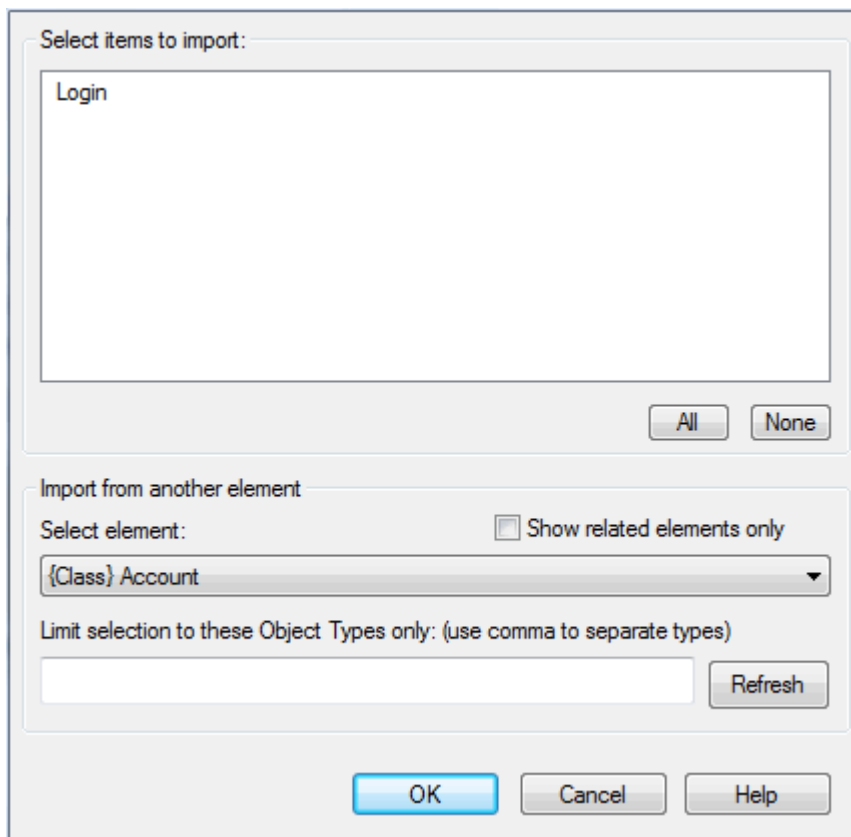 Select items to import:
Login
All
None
Import from another element
Select element:
Show related elements only
{Class} Account
Limit selection to these Object Types only: (use comma to separate types)
Refresh
OK
Cancel
Help